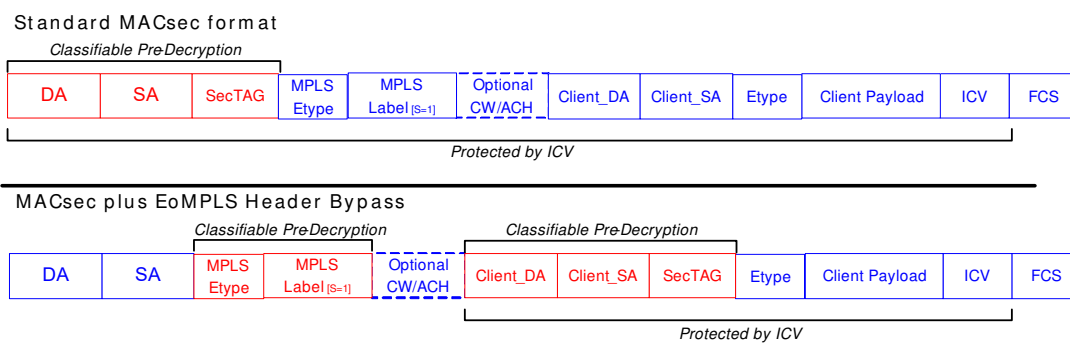 Standard MACsec format
Classifiable Pre-Decryption
DA SA SecTAG MPLS Etype MPLS Label [S=1] Optional CW/ACH Client_DA Client_SA Etype Client Payload ICV FCS
Protected by ICV
MACsec plus EoMPLS Header Bypass
Classifiable Pre-Decryption Classifiable Pre-Decryption
DA SA MPLS Etype MPLS Label [S=1] Optional CW/ACH Client_DA Client_SA SecTAG Etype Client Payload ICV FCS
Protected by ICV